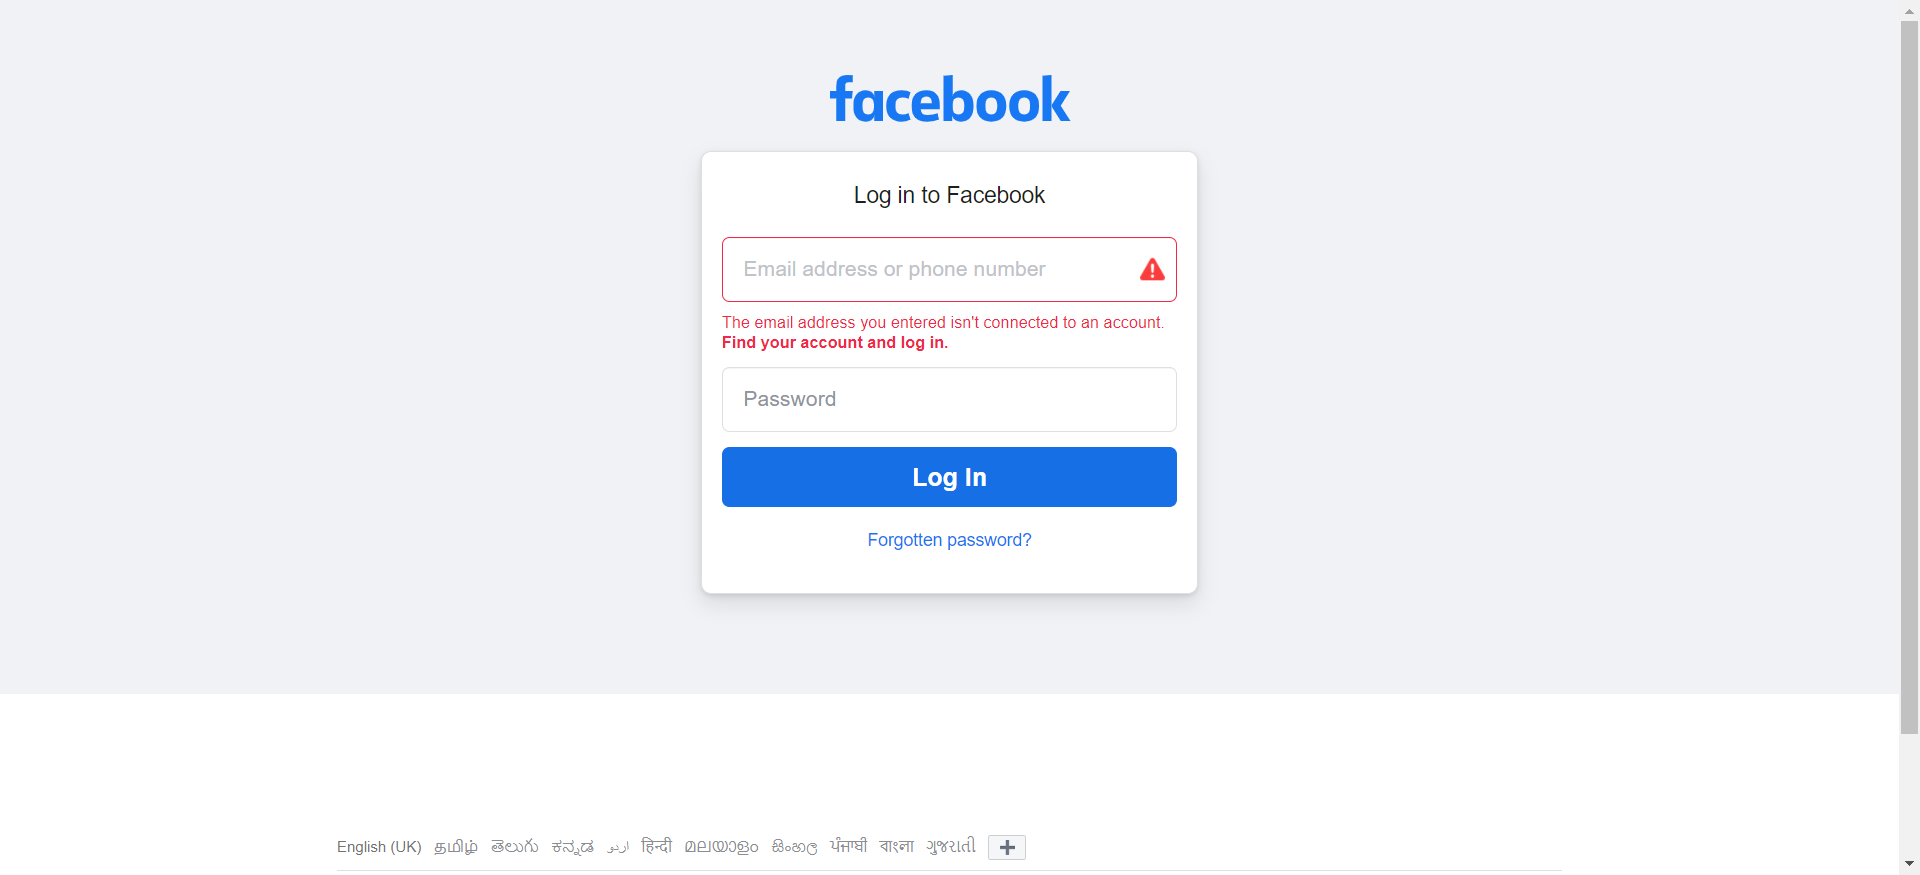 facebook
Log in to Facebook
Email address or phone number
The email address you entered isn't connected to an account.
Find your account and log in.
Password
Log In
Forgotten password?
English (UK) தமிழ் తెలుగు ಕನ್ನಡ اردو हिन्दी മലയാളം සිංහල ਪੰਜਾਬੀ বাংলা ગુજરાતી